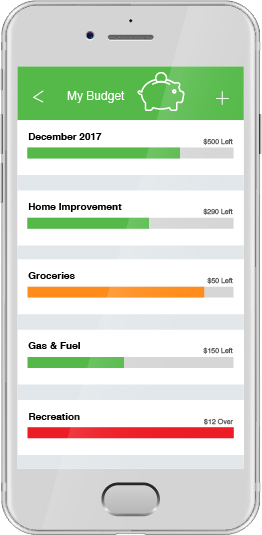 My Budget
December 2017
$500 Left
Home Improvement
$290 Left
Groceries
$50 Left
Gas & Fuel
$150 Left
Recreation
$12 Over